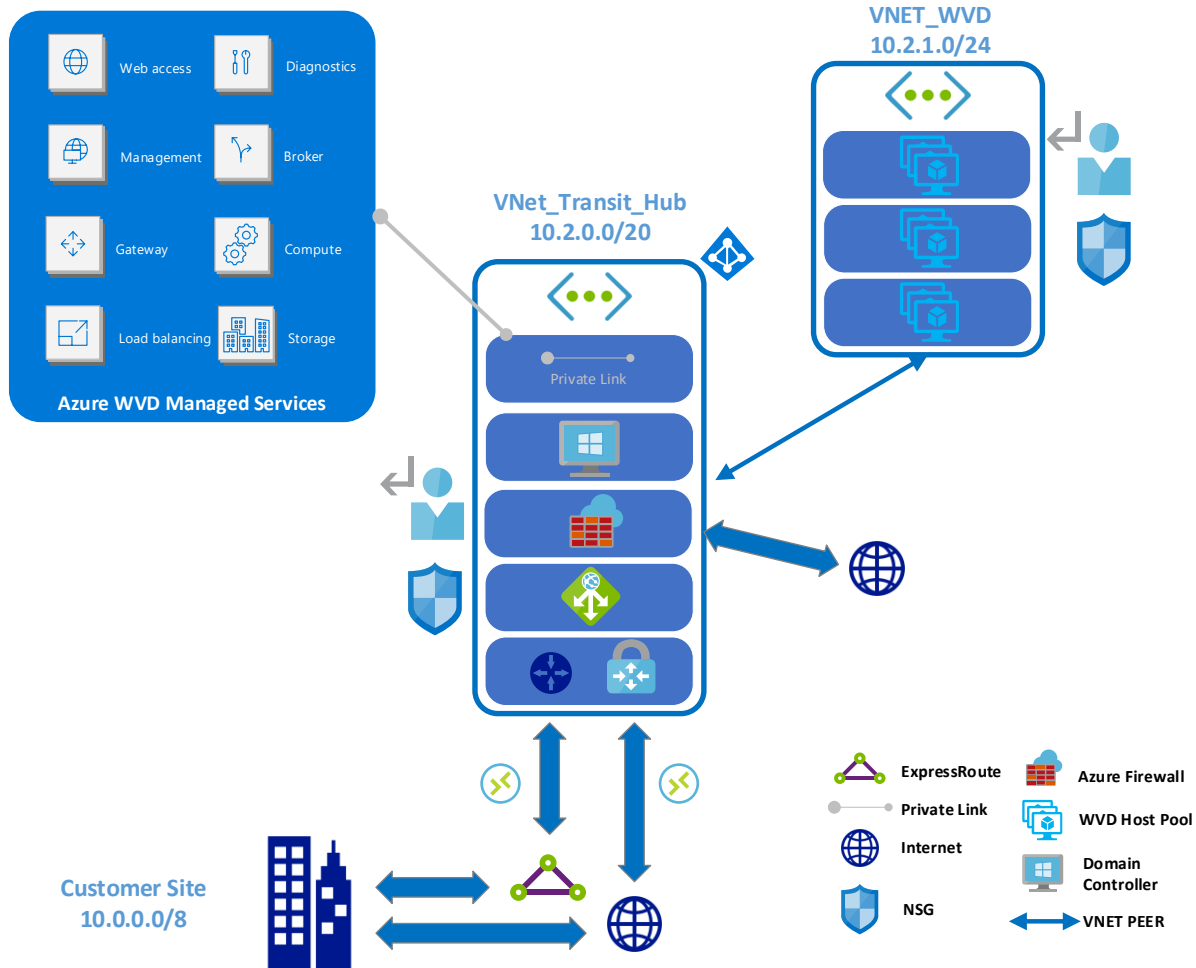 Web access
Diagnostics
Management
Broker
Gateway
Compute
Load balancing
Storage
Azure WVD Managed Services
VNet_Transit_Hub
10.2.0.0/20
Private Link
VNET_WVD
10.2.1.0/24
Customer Site
10.0.0.0/8
ExpressRoute
Private Link
Internet
NSG
Azure Firewall
WVD Host Pool
Domain
Controller
VNET PEER